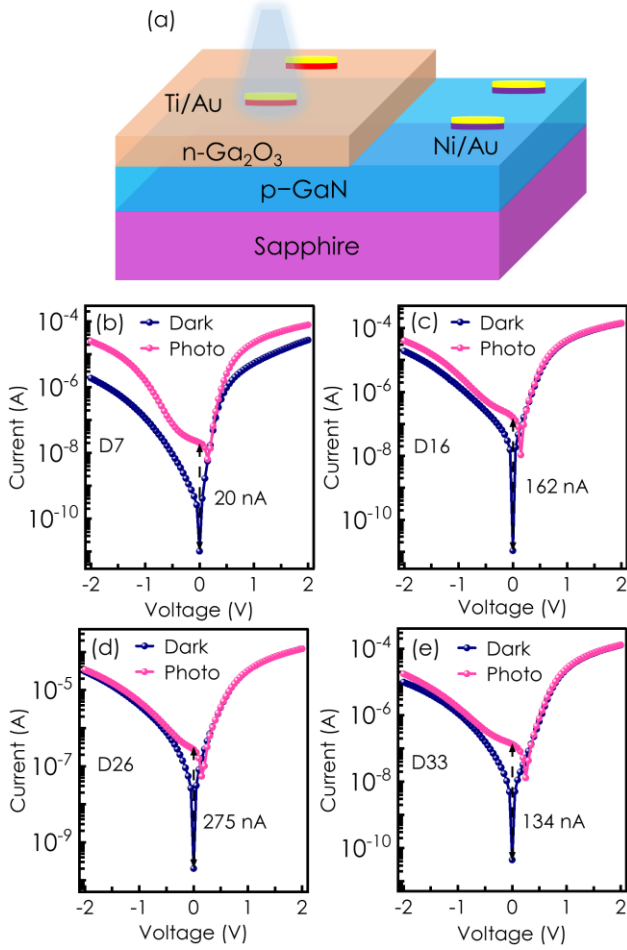 (a)
Ti/Au
n-Ga₂O₃
Ni/Au
p–GaN
Sapphire
(b)
Dark
Photo
10⁻⁴
10⁻⁶
10⁻⁸
10⁻¹⁰
Current (A)
D7
20 nA
-2 -1 0 1 2
Voltage (V)
(c)
Dark
Photo
10⁻⁴
10⁻⁶
10⁻⁸
10⁻¹⁰
Current (A)
D16
162 nA
-2 -1 0 1 2
Voltage (V)
(d)
Dark
Photo
10⁻⁵
10⁻⁷
10⁻⁹
Current (A)
D26
275 nA
-2 -1 0 1 2
Voltage (V)
(e)
Dark
Photo
10⁻⁴
10⁻⁶
10⁻⁸
10⁻¹⁰
Current (A)
D33
134 nA
-2 -1 0 1 2
Voltage (V)